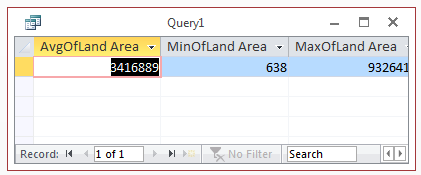 Query1
AvgOfLand Area MinOfLand Area MaxOfLand Area
3416889 638 932641
Record: 1 of 1 No Filter Search